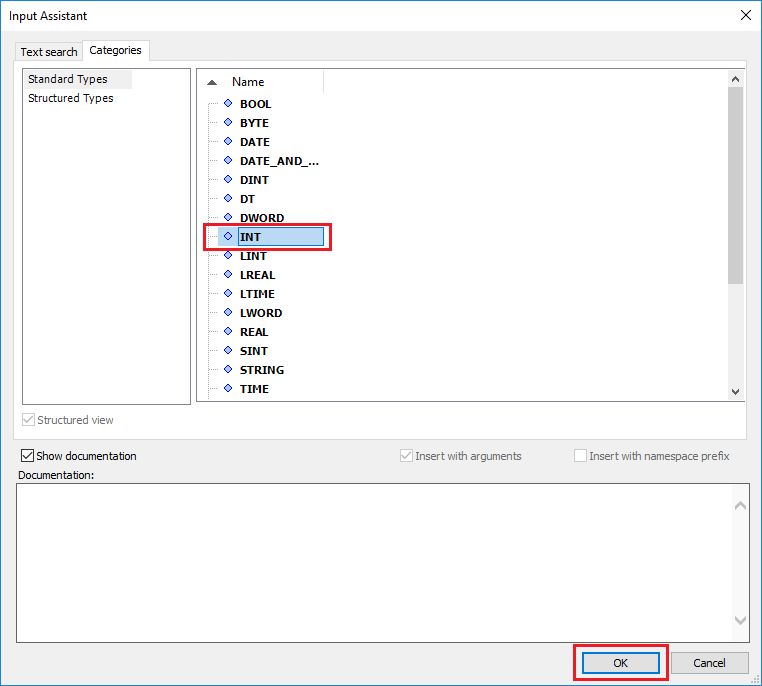 Input Assistant
Text search Categories
Standard Types
Structured Types
Name
BOOL
BYTE
DATE
DATE_AND_...
DINT
DT
DWORD
INT
LINT
LREAL
LTIME
LWORD
REAL
SINT
STRING
TIME
Structured view
Show documentation Insert with arguments Insert with namespace prefix
Documentation:
OK Cancel